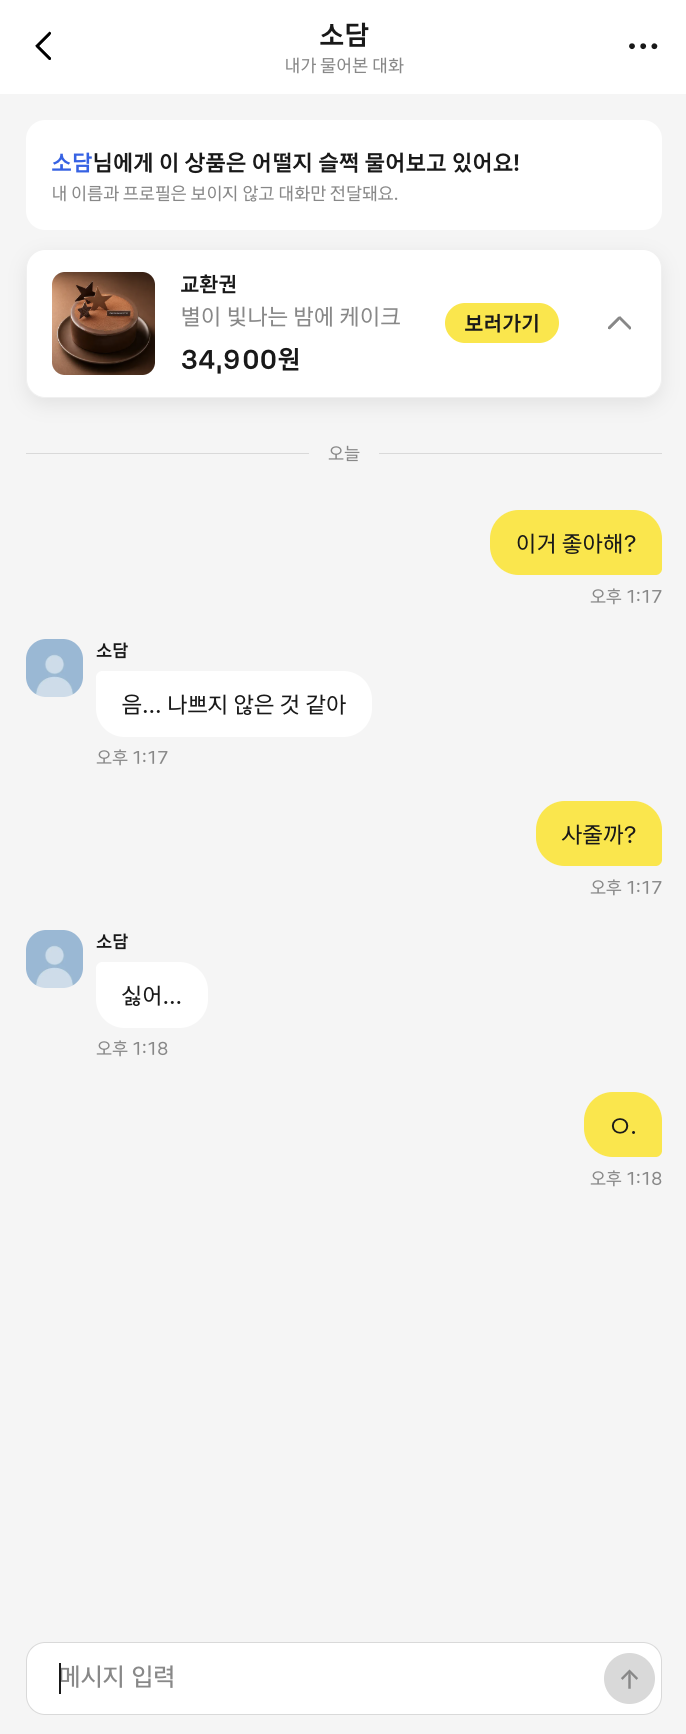 소담
내가 물어본 대화
소담님에게 이 상품은 어떨지 슬쩍 물어보고 있어요!
내 이름과 프로필은 보이지 않고 대화만 전달돼요.
교환권
별이 빛나는 밤에 케이크
34,900원
보러가기
오늘
이거 좋아해?
오후 1:17
소담
음... 나쁘지 않은 것 같아
오후 1:17
사줄까?
오후 1:17
소담
싫어...
오후 1:18
ㅇ.
오후 1:18
메시지 입력